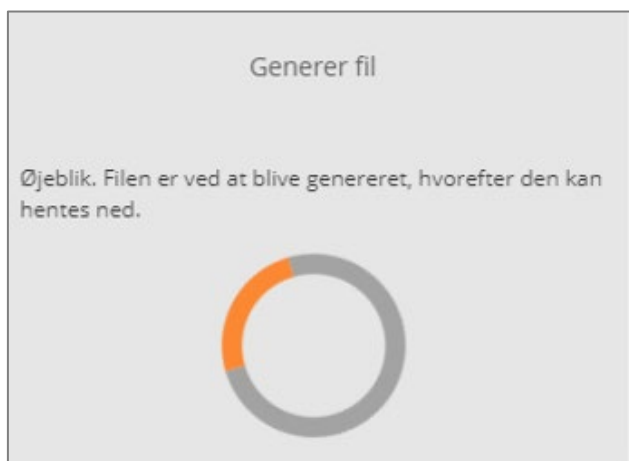 Generer fil
Øjeblik. Filen er ved at blive genereret, hvorefter den kan
hentes ned.